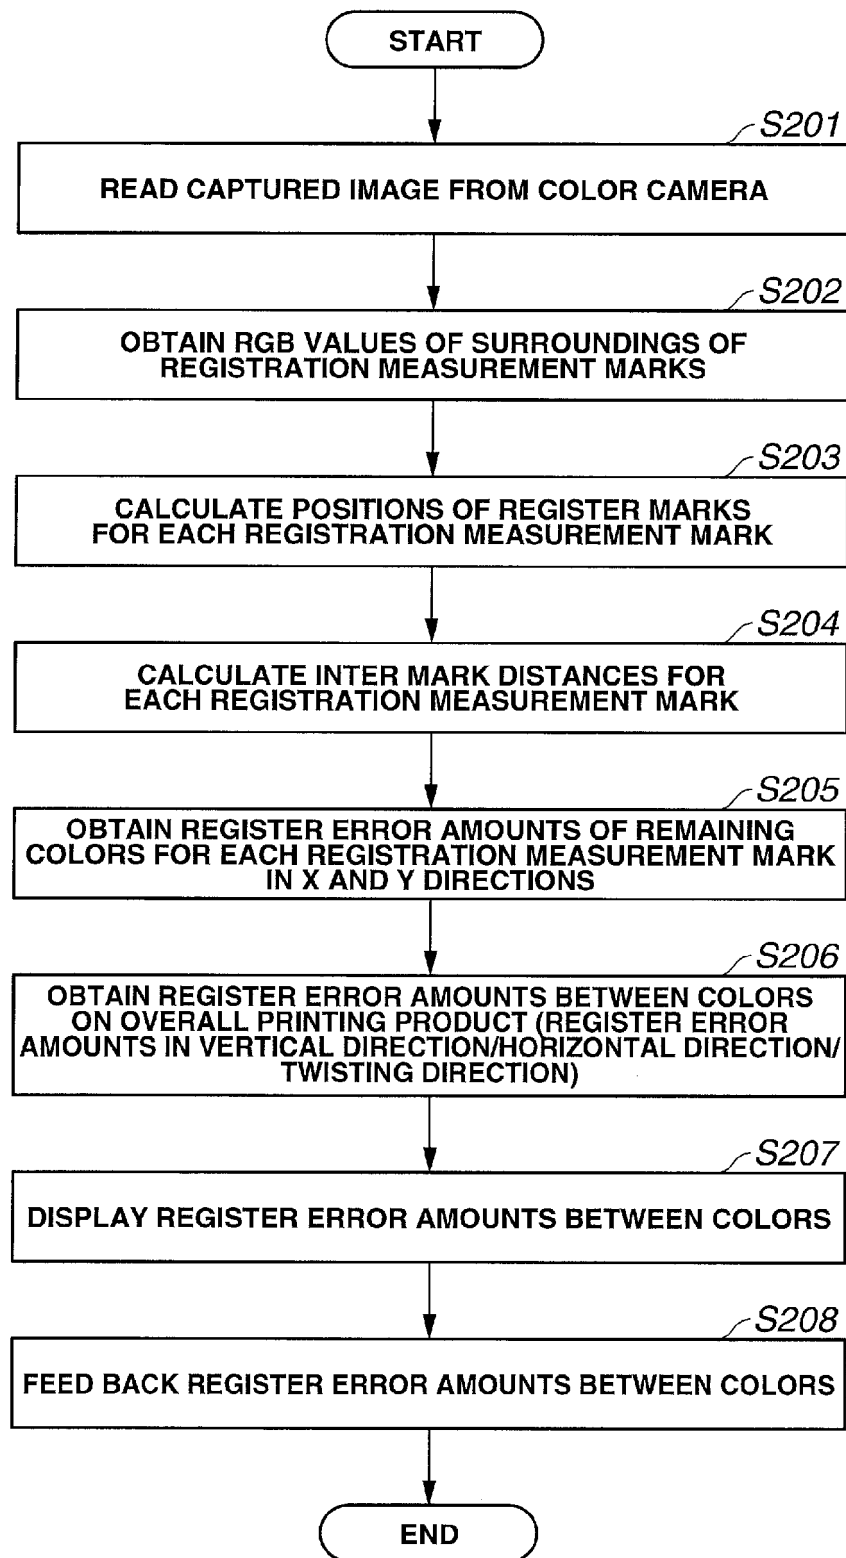 START
S201
READ CAPTURED IMAGE FROM COLOR CAMERA
S202
OBTAIN RGB VALUES OF SURROUNDINGS OF
REGISTRATION MEASUREMENT MARKS
S203
CALCULATE POSITIONS OF REGISTER MARKS
FOR EACH REGISTRATION MEASUREMENT MARK
S204
CALCULATE INTER MARK DISTANCES FOR
EACH REGISTRATION MEASUREMENT MARK
S205
OBTAIN REGISTER ERROR AMOUNTS OF REMAINING
COLORS FOR EACH REGISTRATION MEASUREMENT MARK
IN X AND Y DIRECTIONS
S206
OBTAIN REGISTER ERROR AMOUNTS BETWEEN COLORS
ON OVERALL PRINTING PRODUCT (REGISTER ERROR
AMOUNTS IN VERTICAL DIRECTION/HORIZONTAL DIRECTION/
TWISTING DIRECTION)
S207
DISPLAY REGISTER ERROR AMOUNTS BETWEEN COLORS
S208
FEED BACK REGISTER ERROR AMOUNTS BETWEEN COLORS
END